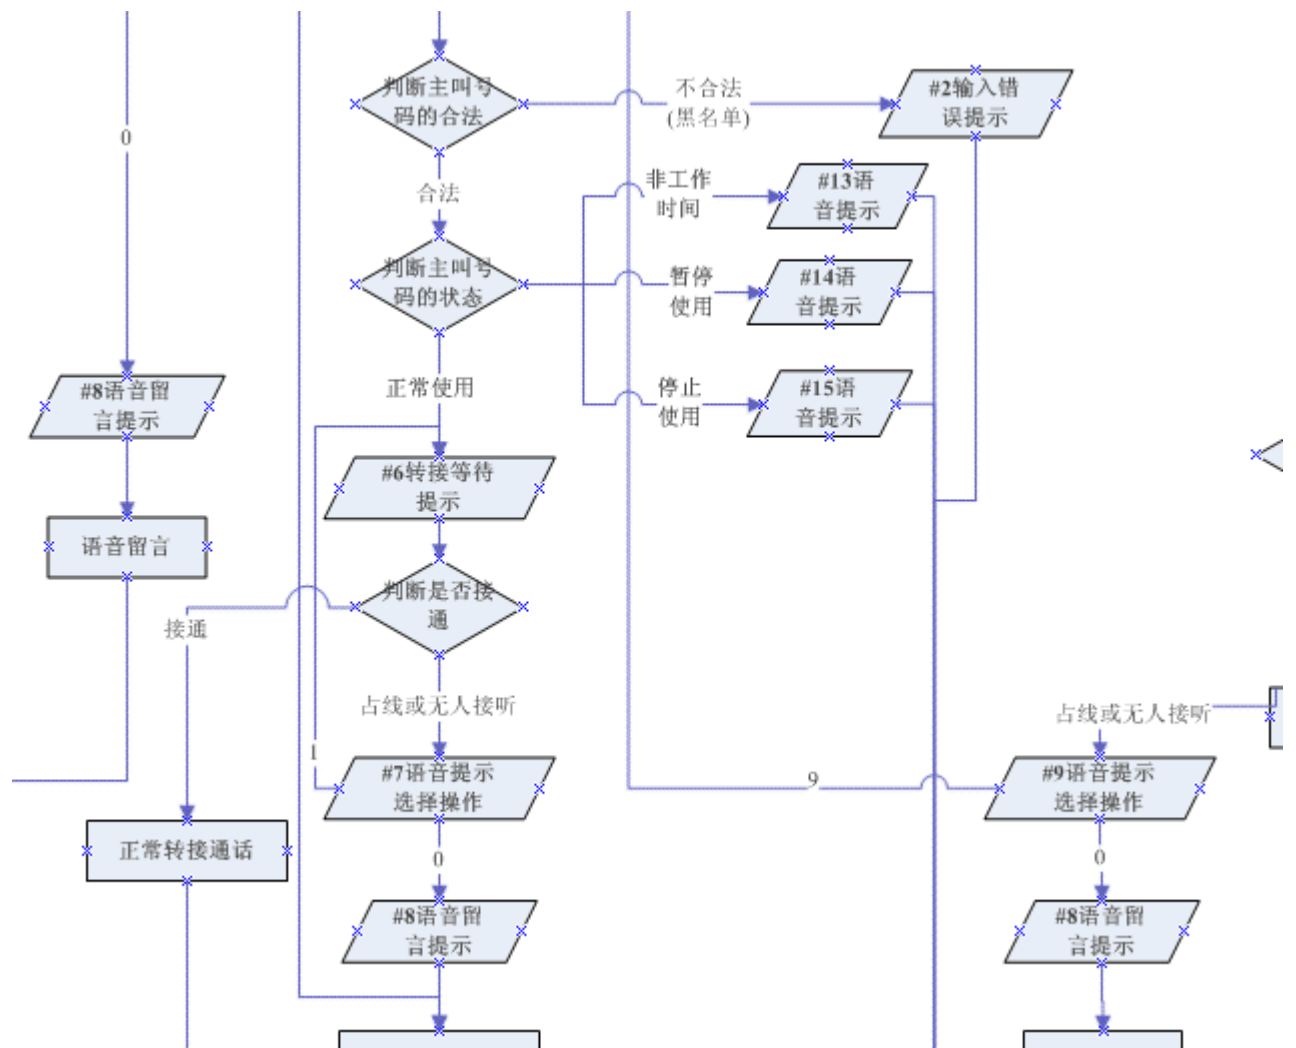 判断主叫号
码的合法
不合法
(黑名单)
#2输入错
误提示
0
合法
非工作
时间
#13语
音提示
判断主叫号
码的状态
暂停
使用
#14语
音提示
正常使用
停止
使用
#15语
音提示
#8语音留
言提示
#6转接等待
提示
语音留言
判断是否接
通
接通
占线或无人接听
占线或无人接听
1
#7语音提示
选择操作
9
#9语音提示
选择操作
正常转接通话
0
0
#8语音留
言提示
#8语音留
言提示